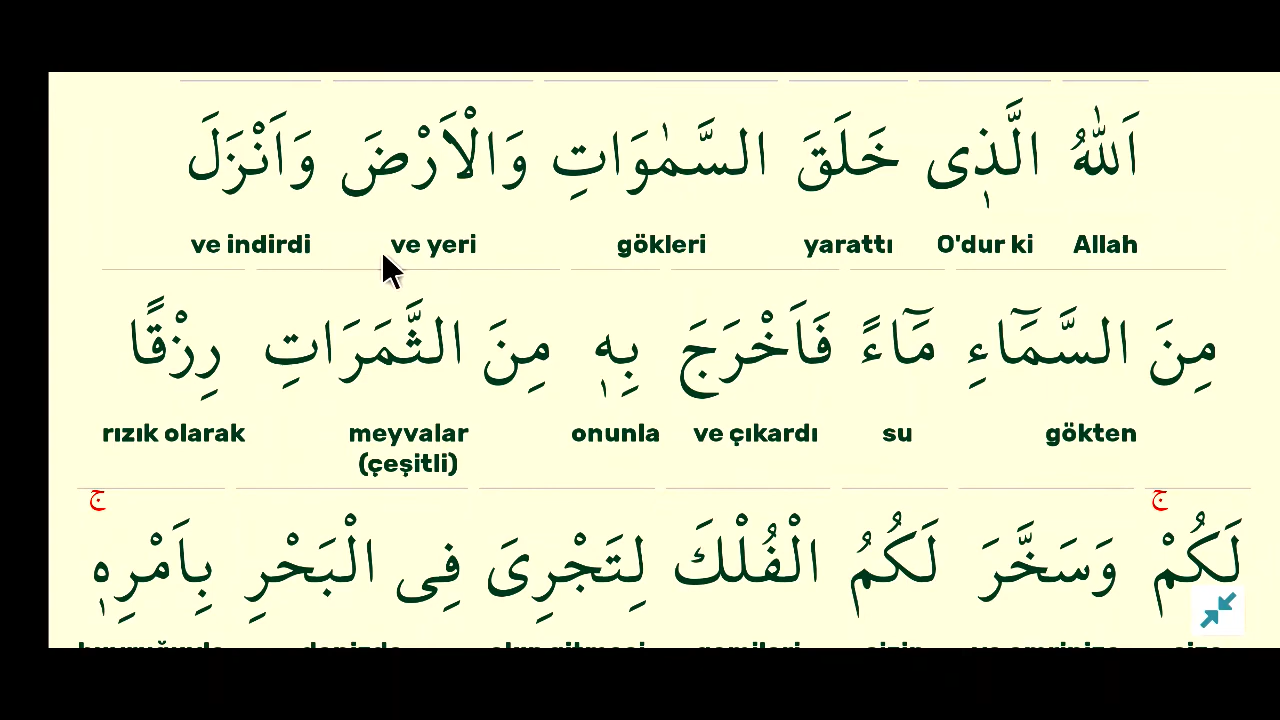 اَللّٰهُ الَّذٖى خَلَقَ السَّمٰوَاتِ وَالْاَرْضَ وَاَنْزَلَ
Allah O'dur ki yarattı gökleri ve yeri ve indirdi
مِنَ السَّمَٓاءِ مَٓاءً فَاَخْرَجَ بِهٖ مِنَ الثَّمَرَاتِ رِزْقًا
gökten su ve çıkardı onunla meyvalar rızık olarak
(çeşitli)
لَكُمْۚ وَسَخَّرَ لَكُمُ الْفُلْكَ لِتَجْرِىَ فِى الْبَحْرِ بِاَمْرِهٖۚ